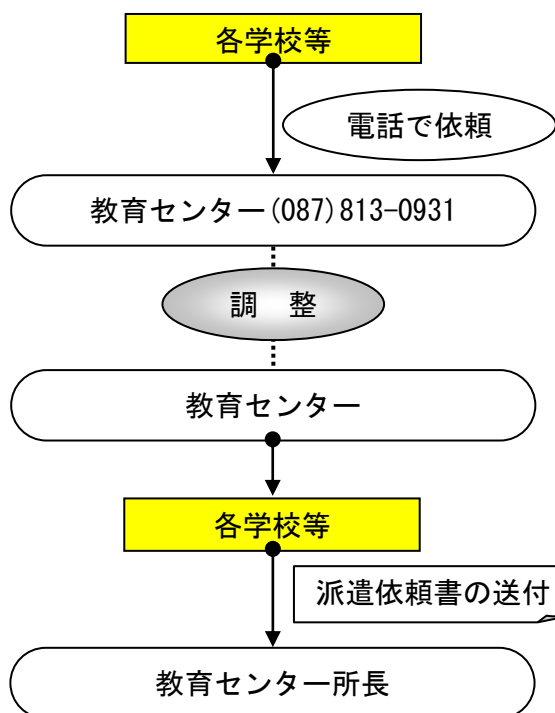 各学校等
電話で依頼
教育センター(087)813-0931
調　整
教育センター
各学校等
派遣依頼書の送付
教育センター所長